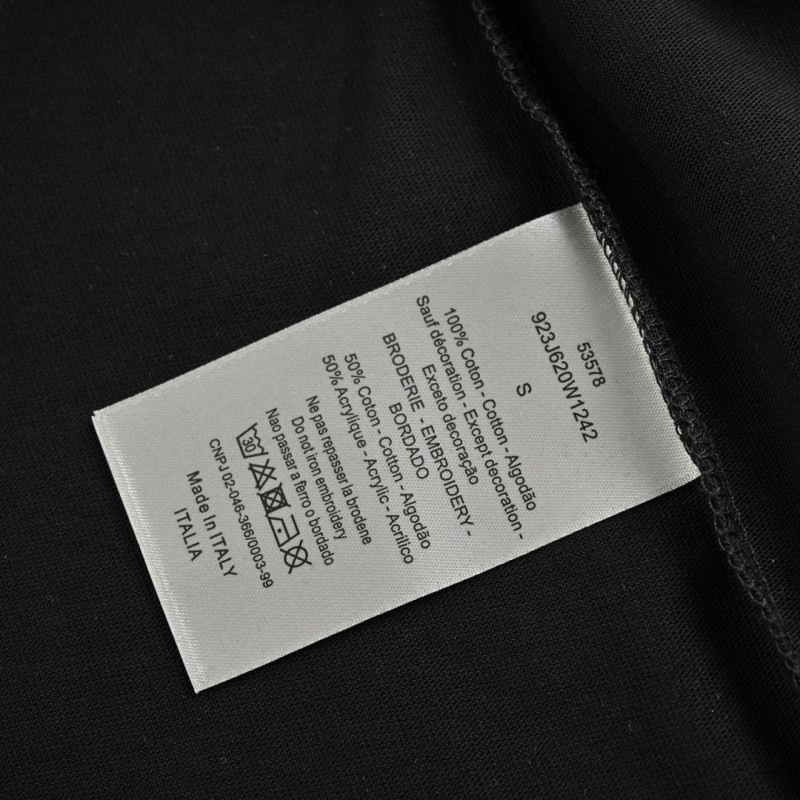 53578
923J620W1242
S
100% Coton - Cotton - Algodão
Sauf décoration - Except decoration -
Exceto decoração
BRODERIE - EMBROIDERY -
BORDADO
50% Coton - Cotton - Algodão
50% Acrylique - Acrylic - Acrílico
Ne pas repasser la brodene
Do not iron embroidery
Nao passar a ferro o bordado
30
CNPJ 02-046-366/0003-99
Made In ITALY
ITALIA